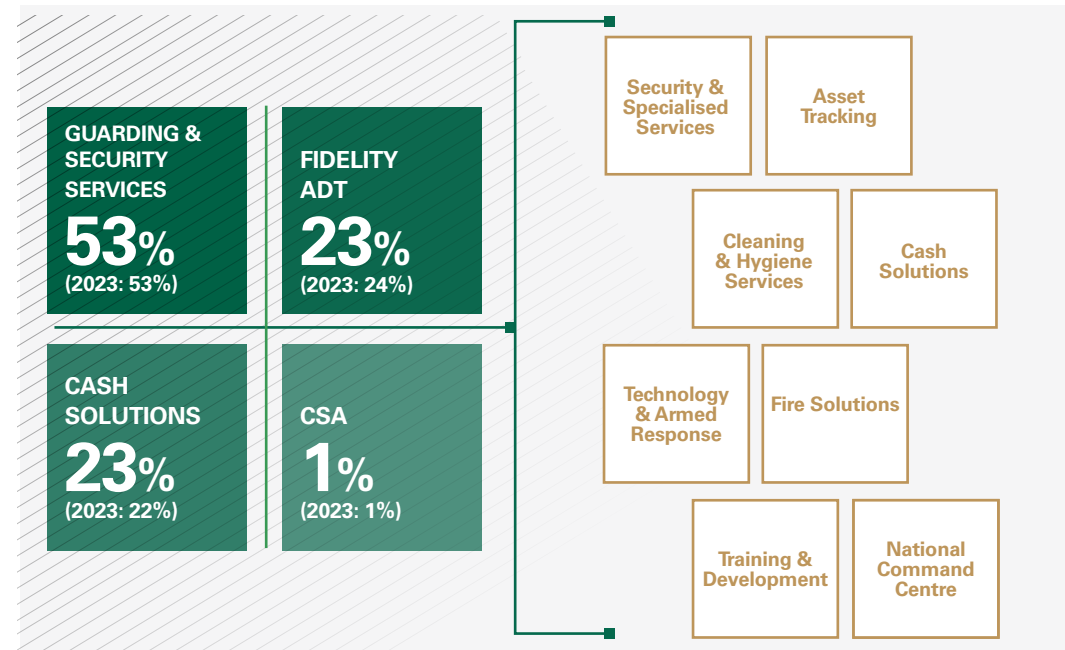 GUARDING &
SECURITY
SERVICES
53%
(2023: 53%)
FIDELITY
ADT
23%
(2023: 24%)
CASH
SOLUTIONS
23%
(2023: 22%)
CSA
1%
(2023: 1%)
Security &
Specialised
Services
Asset
Tracking
Cleaning
& Hygiene
Services
Cash
Solutions
Technology
& Armed
Response
Fire Solutions
Training &
Development
National
Command
Centre